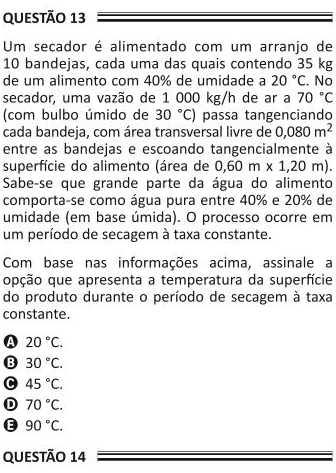 QUESTÃO 13
Um secador é alimentado com um arranjo de
10 bandejas, cada uma das quais contendo 35 kg
de um alimento com 40% de umidade a 20 °C. No
secador, uma vazão de 1 000 kg/h de ar a 70 °C
(com bulbo úmido de 30 °C) passa tangenciando
cada bandeja, com área transversal livre de 0,080 m²
entre as bandejas e escoando tangencialmente à
superfície do alimento (área de 0,60 m x 1,20 m).
Sabe-se que grande parte da água do alimento
comporta-se como água pura entre 40% e 20% de
umidade (em base úmida). O processo ocorre em
um período de secagem à taxa constante.
Com base nas informações acima, assinale a
opção que apresenta a temperatura da superfície
do produto durante o período de secagem à taxa
constante.
A 20 °C.
B 30 °C.
C 45 °C.
D 70 °C.
E 90 °C.
QUESTÃO 14